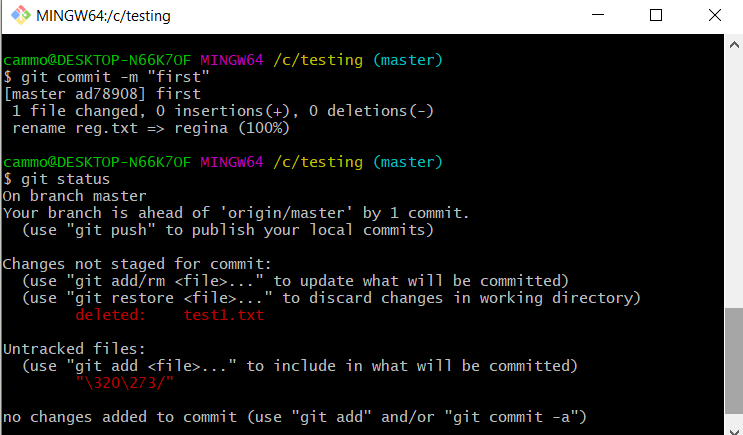 MINGW64:/c/testing
cammo@DESKTOP-N66K7OF MINGW64 /c/testing (master)
$ git commit -m "first"
[master ad78908] first
 1 file changed, 0 insertions(+), 0 deletions(-)
 rename reg.txt => regina (100%)
cammo@DESKTOP-N66K7OF MINGW64 /c/testing (master)
$ git status
On branch master
Your branch is ahead of 'origin/master' by 1 commit.
  (use "git push" to publish your local commits)
Changes not staged for commit:
  (use "git add/rm <file>..." to update what will be committed)
  (use "git restore <file>..." to discard changes in working directory)
        deleted:    test1.txt
Untracked files:
  (use "git add <file>..." to include in what will be committed)
        "\320\273/"
no changes added to commit (use "git add" and/or "git commit -a")